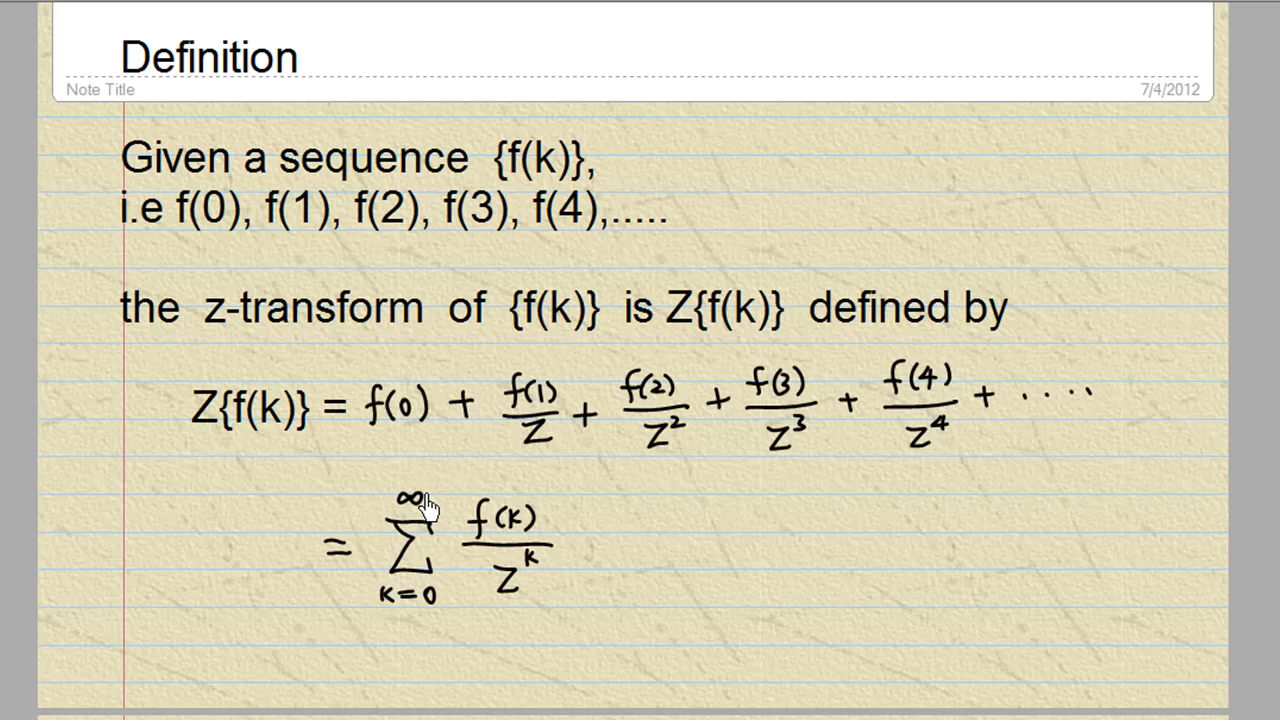 Definition
Note Title 7/4/2012
Given a sequence {f(k)},
i.e f(0), f(1), f(2), f(3), f(4),.....
the z-transform of {f(k)} is Z{f(k)} defined by
Z{f(k)} = f(0) + f(1)/z + f(2)/z² + f(3)/z³ + f(4)/z⁴ + ....
= ∞∑k=0 f(k)/z^k